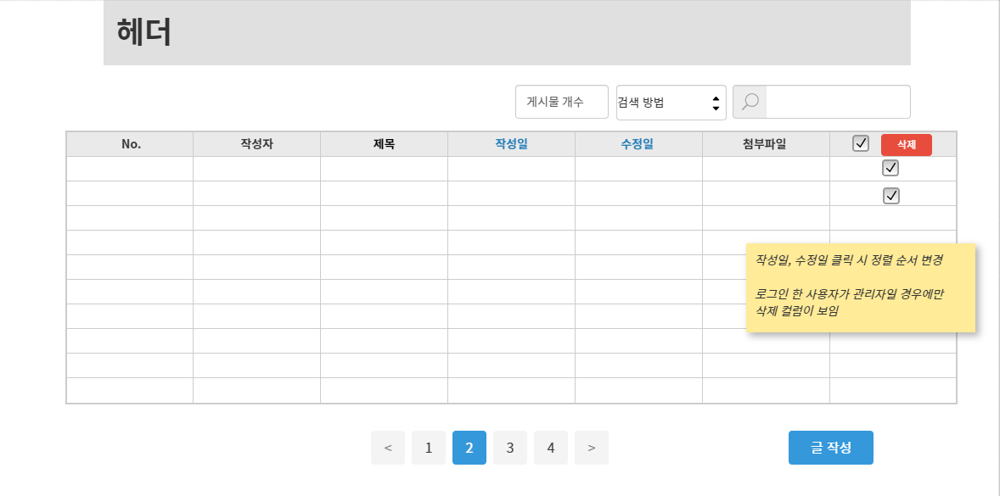 헤더
게시물 개수 검색 방법
No. 작성자 제목 작성일 수정일 첨부파일 삭제
작성일, 수정일 클릭 시 정렬 순서 변경
로그인 한 사용자가 관리자일 경우에만
삭제 컬럼이 보임
< 1 2 3 4 > 글 작성